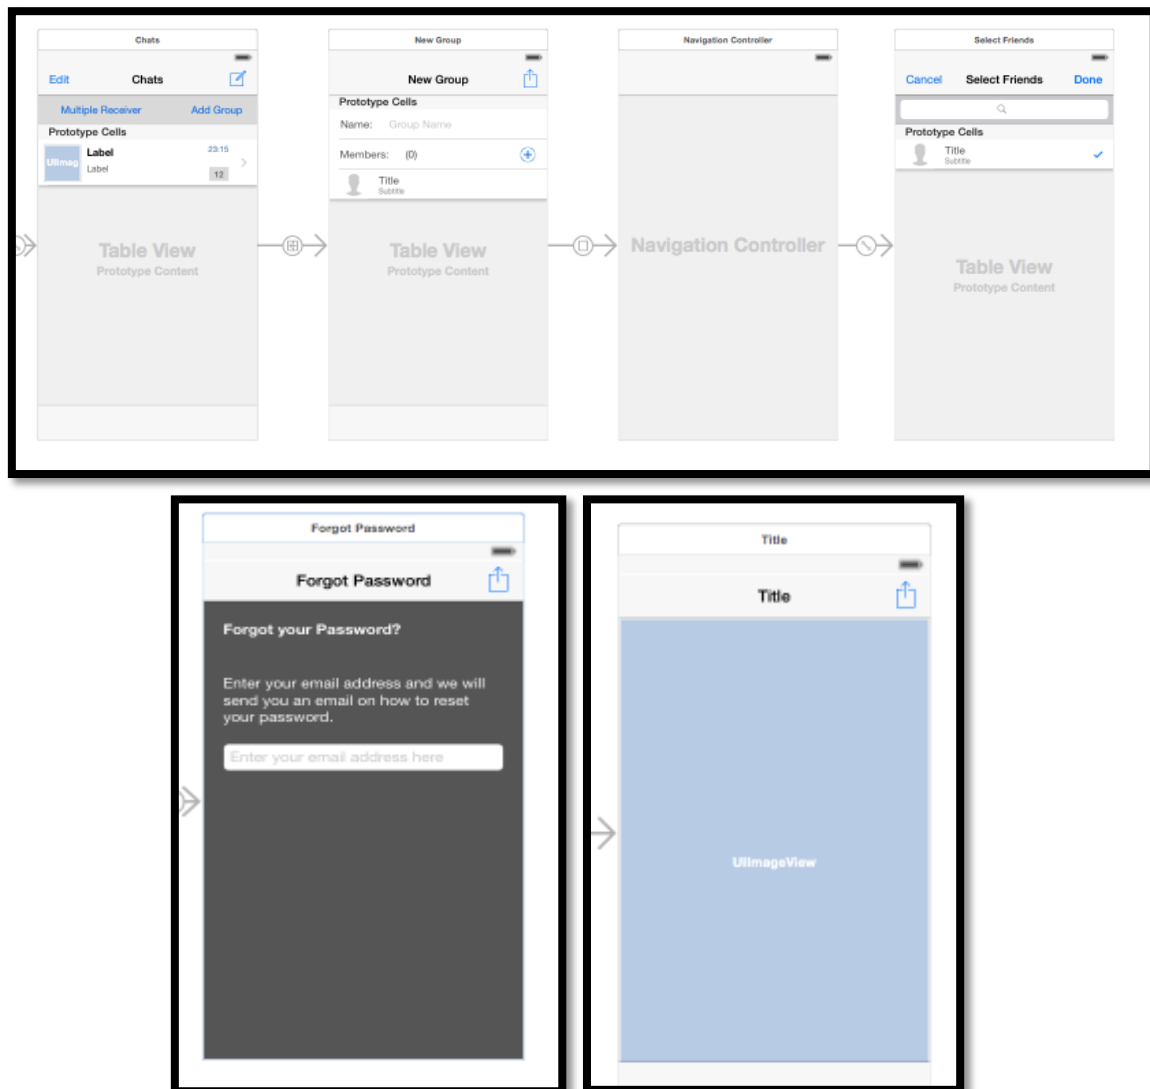 Chats
Edit Chats
Multiple Receiver Add Group
Prototype Cells
UIImag Label 23:15
Label 12
Table View
Prototype Content
New Group
New Group
Prototype Cells
Name: Group Name
Members: (0)
Title
Subtitle
Table View
Prototype Content
Navigation Controller
Navigation Controller
Select Friends
Cancel Select Friends Done
Prototype Cells
Title
Subtitle
Table View
Prototype Content
Forgot Password
Forgot Password
Forgot your Password?
Enter your email address and we will
send you an email on how to reset
your password.
Enter your email address here
Title
Title
UIImageView